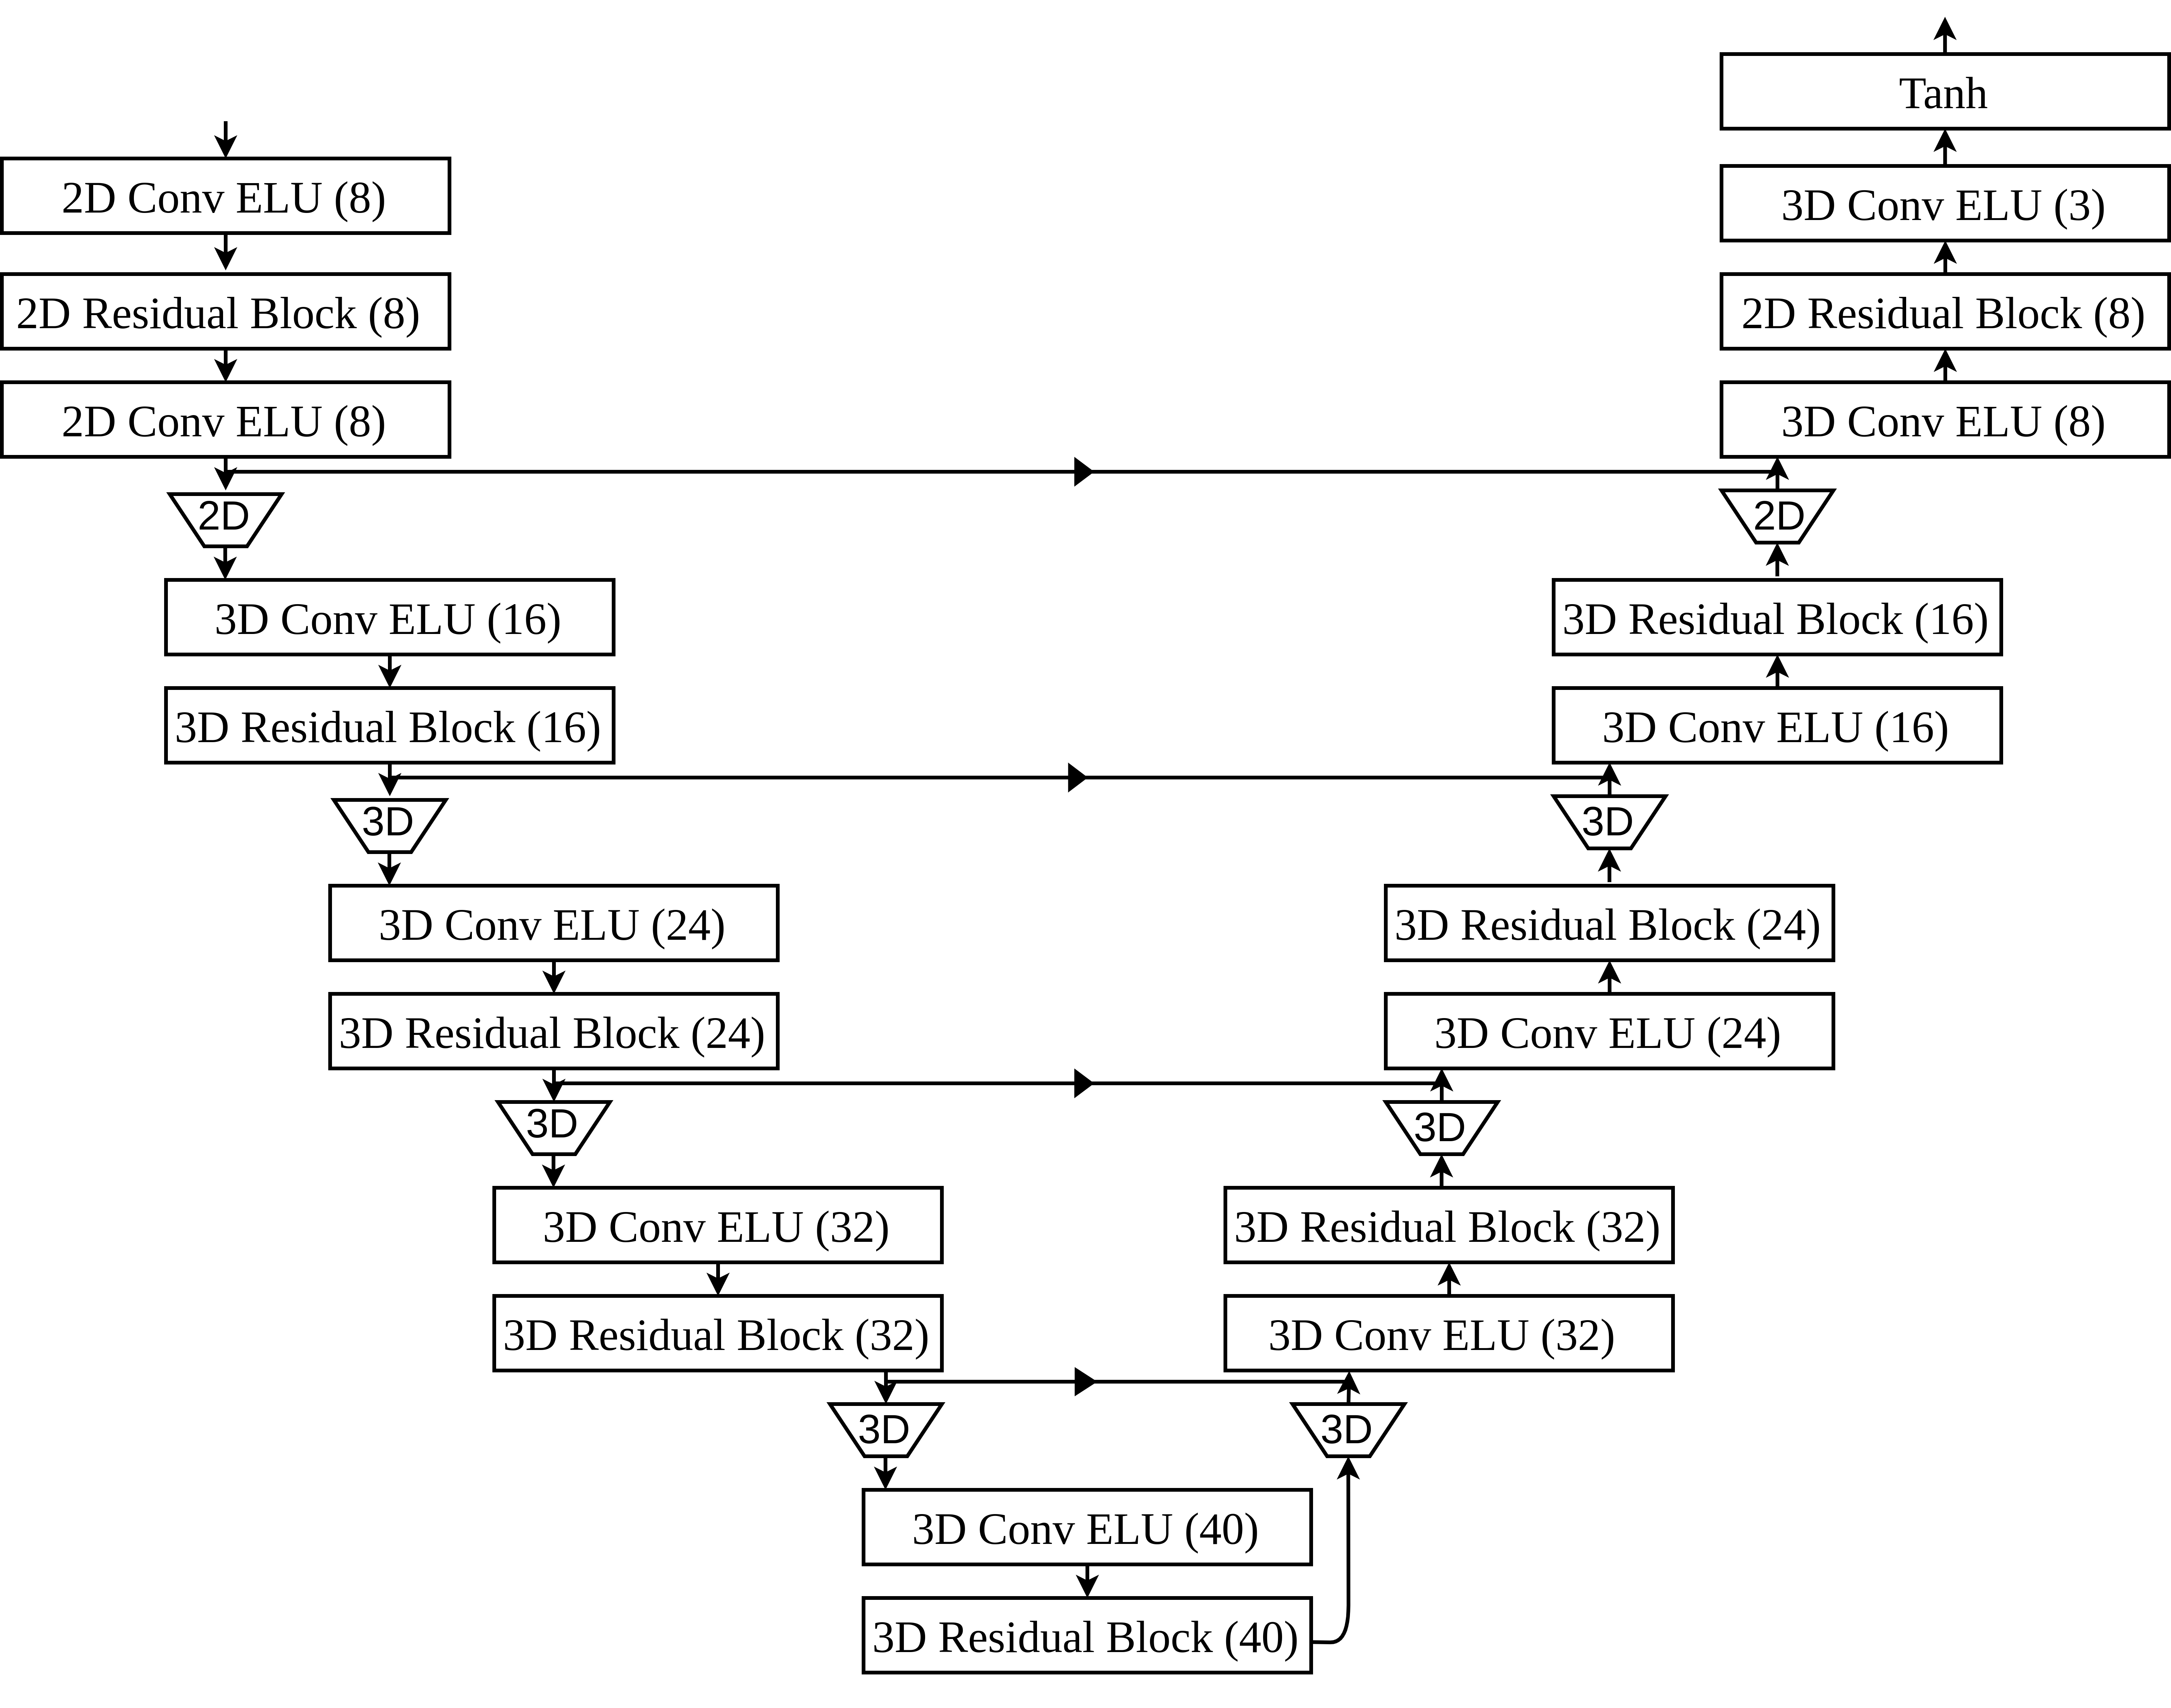 Tanh
2D Conv ELU (8)
3D Conv ELU (3)
2D Residual Block (8)
2D Residual Block (8)
2D Conv ELU (8)
3D Conv ELU (8)
2D
2D
3D Conv ELU (16)
3D Residual Block (16)
3D Residual Block (16)
3D Conv ELU (16)
3D
3D
3D Conv ELU (24)
3D Residual Block (24)
3D Residual Block (24)
3D Conv ELU (24)
3D
3D
3D Conv ELU (32)
3D Residual Block (32)
3D Residual Block (32)
3D Conv ELU (32)
3D
3D
3D Conv ELU (40)
3D Residual Block (40)